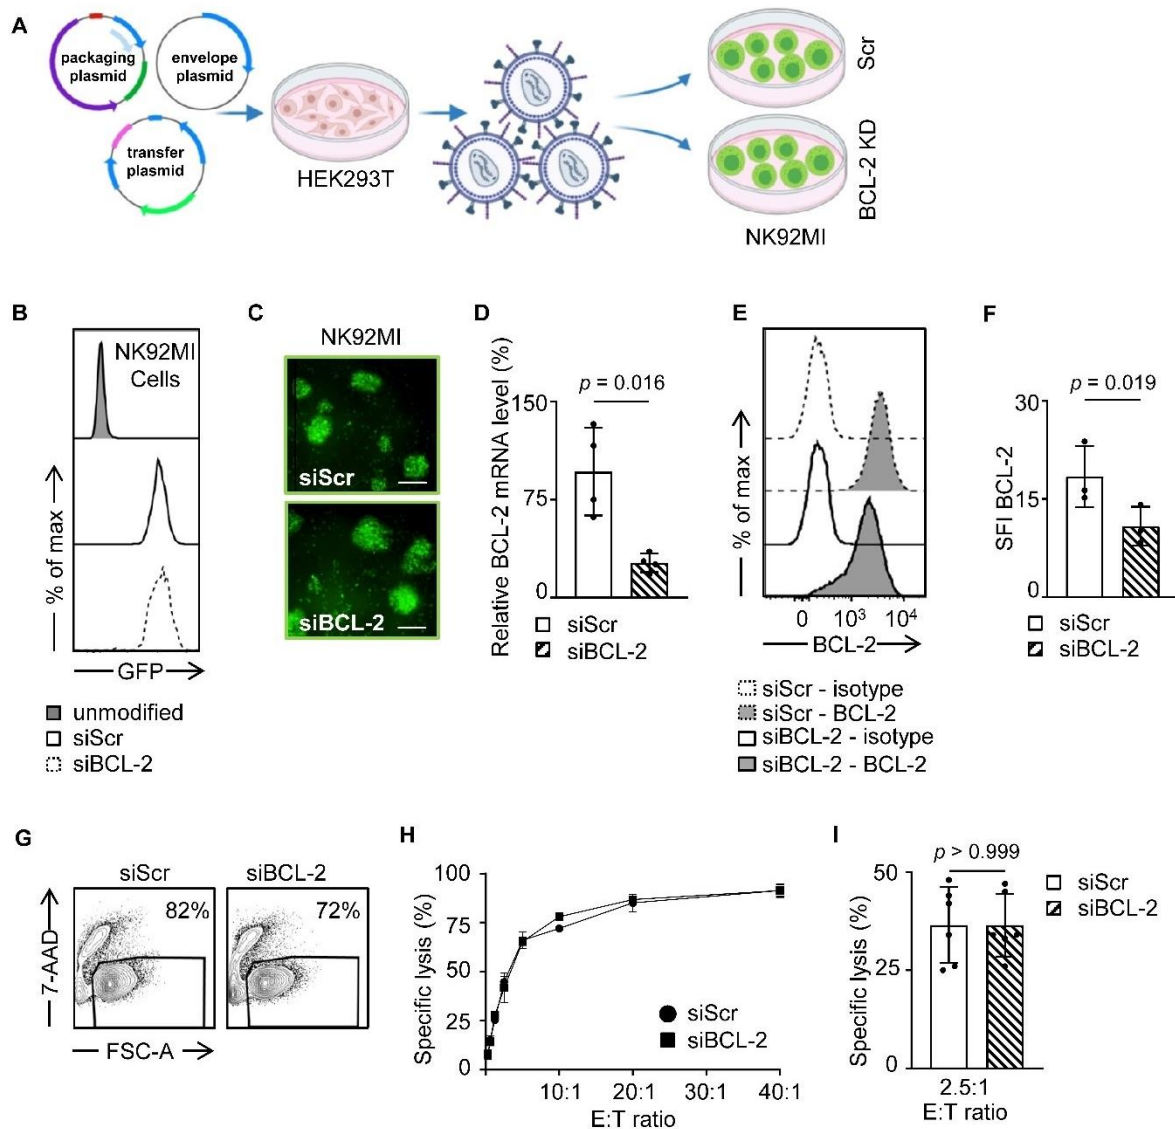 A
packaging
plasmid
envelope
plasmid
transfer
plasmid
HEK293T
Scr
BCL-2 KD
NK92MI
B
NK92MI
Cells
% of max
GFP
unmodified
siScr
siBCL-2
C
NK92MI
siScr
siBCL-2
D
Relative BCL-2 mRNA level (%)
p = 0.016
150
75
0
siScr
siBCL-2
E
% of max
0 10³ 10⁴
BCL-2
siScr - isotype
siScr - BCL-2
siBCL-2 - isotype
siBCL-2 - BCL-2
F
p = 0.019
SFI BCL-2
30
15
0
siScr
siBCL-2
G
siScr
siBCL-2
82%
72%
7-AAD
FSC-A
H
Specific lysis (%)
100
75
50
25
0
siScr
siBCL-2
10:1 20:1 30:1 40:1
E:T ratio
I
p > 0.999
siScr
siBCL-2
Specific lysis (%)
50
25
0
2.5:1
E:T ratio